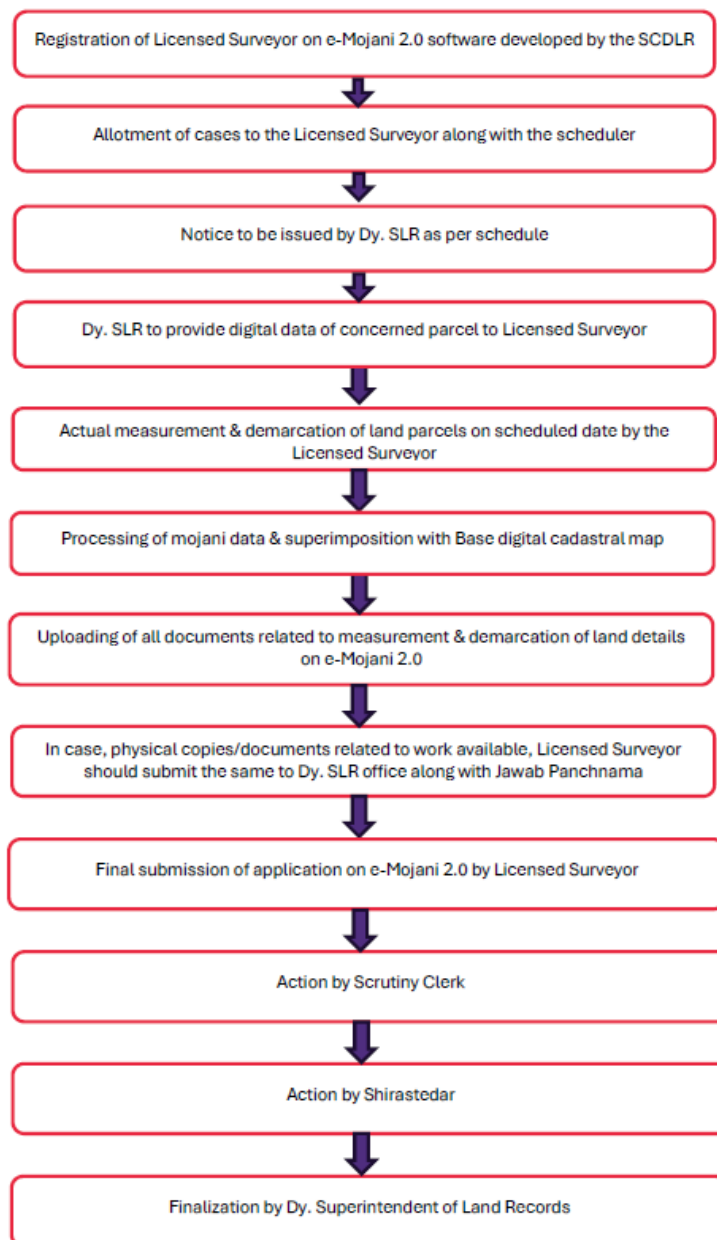 Registration of Licensed Surveyor on e-Mojani 2.0 software developed by the SCDLR
Allotment of cases to the Licensed Surveyor along with the scheduler
Notice to be issued by Dy. SLR as per schedule
Dy. SLR to provide digital data of concerned parcel to Licensed Surveyor
Actual measurement & demarcation of land parcels on scheduled date by the
Licensed Surveyor
Processing of mojani data & superimposition with Base digital cadastral map
Uploading of all documents related to measurement & demarcation of land details
on e-Mojani 2.0
In case, physical copies/documents related to work available, Licensed Surveyor
should submit the same to Dy. SLR office along with Jawab Panchnama
Final submission of application on e-Mojani 2.0 by Licensed Surveyor
Action by Scrutiny Clerk
Action by Shirastedar
Finalization by Dy. Superintendent of Land Records